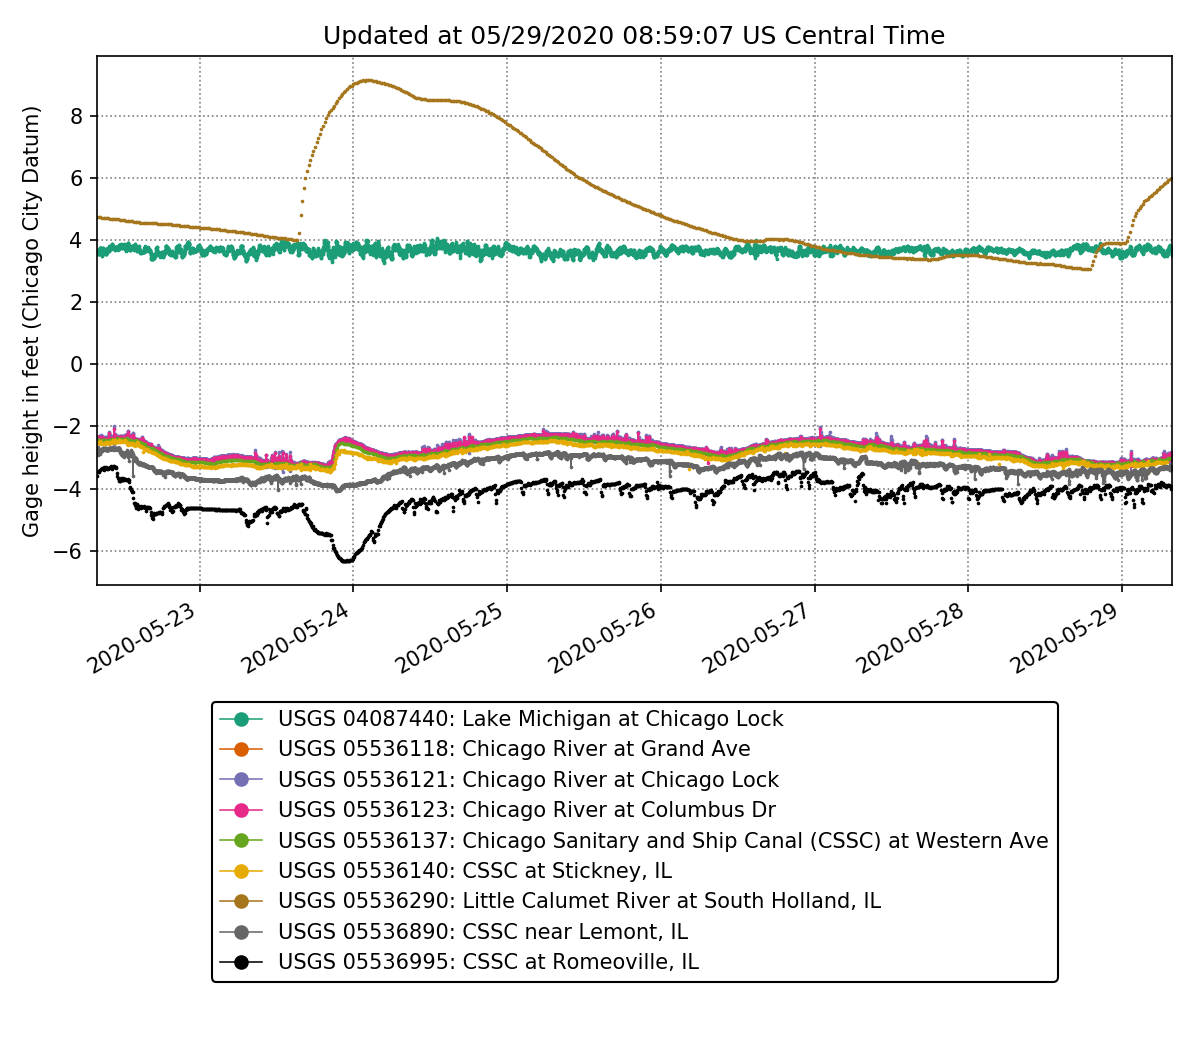 Updated at 05/29/2020 08:59:07 US Central Time
Gage height in feet (Chicago City Datum)
8
6
4
2
0
−2
−4
−6
2020-05-23
2020-05-24
2020-05-25
2020-05-26
2020-05-27
2020-05-28
2020-05-29
USGS 04087440: Lake Michigan at Chicago Lock
USGS 05536118: Chicago River at Grand Ave
USGS 05536121: Chicago River at Chicago Lock
USGS 05536123: Chicago River at Columbus Dr
USGS 05536137: Chicago Sanitary and Ship Canal (CSSC) at Western Ave
USGS 05536140: CSSC at Stickney, IL
USGS 05536290: Little Calumet River at South Holland, IL
USGS 05536890: CSSC near Lemont, IL
USGS 05536995: CSSC at Romeoville, IL